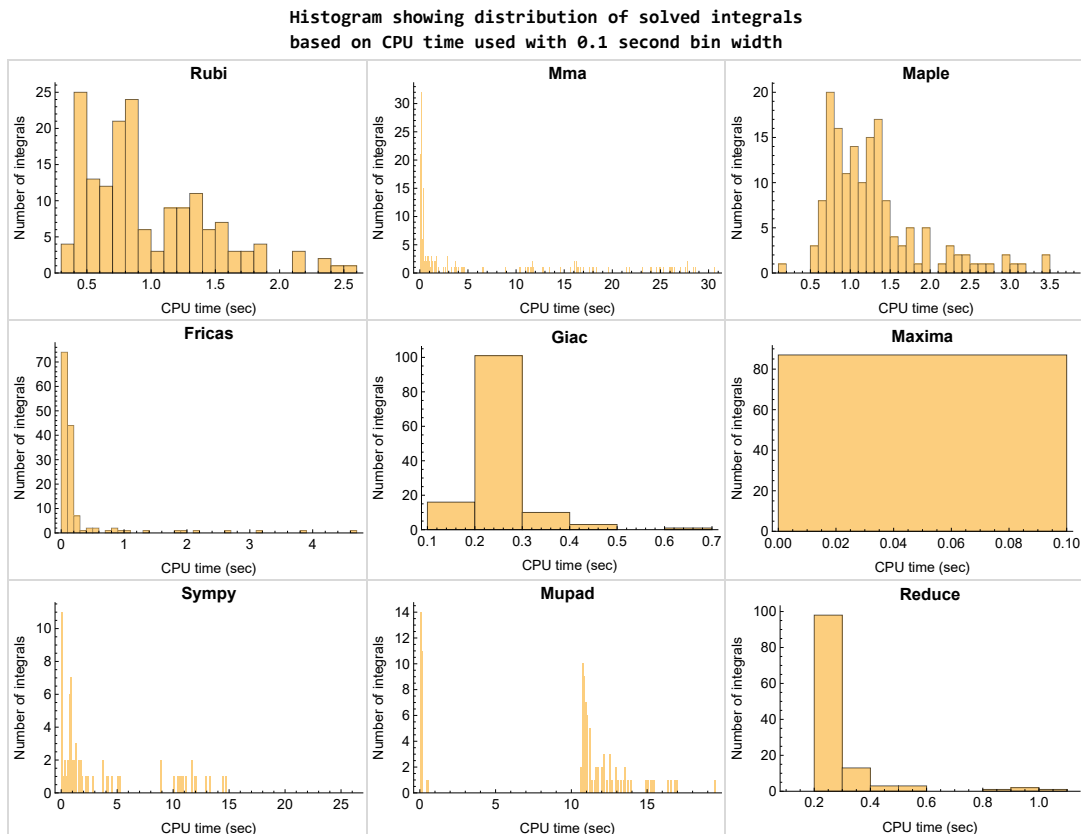 Histogram showing distribution of solved integrals
based on CPU time used with 0.1 second bin width
Rubi
Number of integrals
25
20
15
10
5
0
0.5 1.0 1.5 2.0 2.5
CPU time (sec)
Mma
Number of integrals
30
25
20
15
10
5
0
0 5 10 15 20 25 30
CPU time (sec)
Maple
Number of integrals
20
15
10
5
0
0.5 1.0 1.5 2.0 2.5 3.0 3.5
CPU time (sec)
Fricas
Number of integrals
70
60
50
40
30
20
10
0
0 1 2 3 4
CPU time (sec)
Giac
Number of integrals
100
80
60
40
20
0
0.1 0.2 0.3 0.4 0.5 0.6 0.7
CPU time (sec)
Maxima
Number of integrals
80
60
40
20
0
0.00 0.02 0.04 0.06 0.08 0.10
CPU time (sec)
Sympy
Number of integrals
10
8
6
4
2
0
0 5 10 15 20 25
CPU time (sec)
Mupad
Number of integrals
14
12
10
8
6
4
2
0
0 5 10 15
CPU time (sec)
Reduce
Number of integrals
100
80
60
40
20
0
0.2 0.4 0.6 0.8 1.0
CPU time (sec)